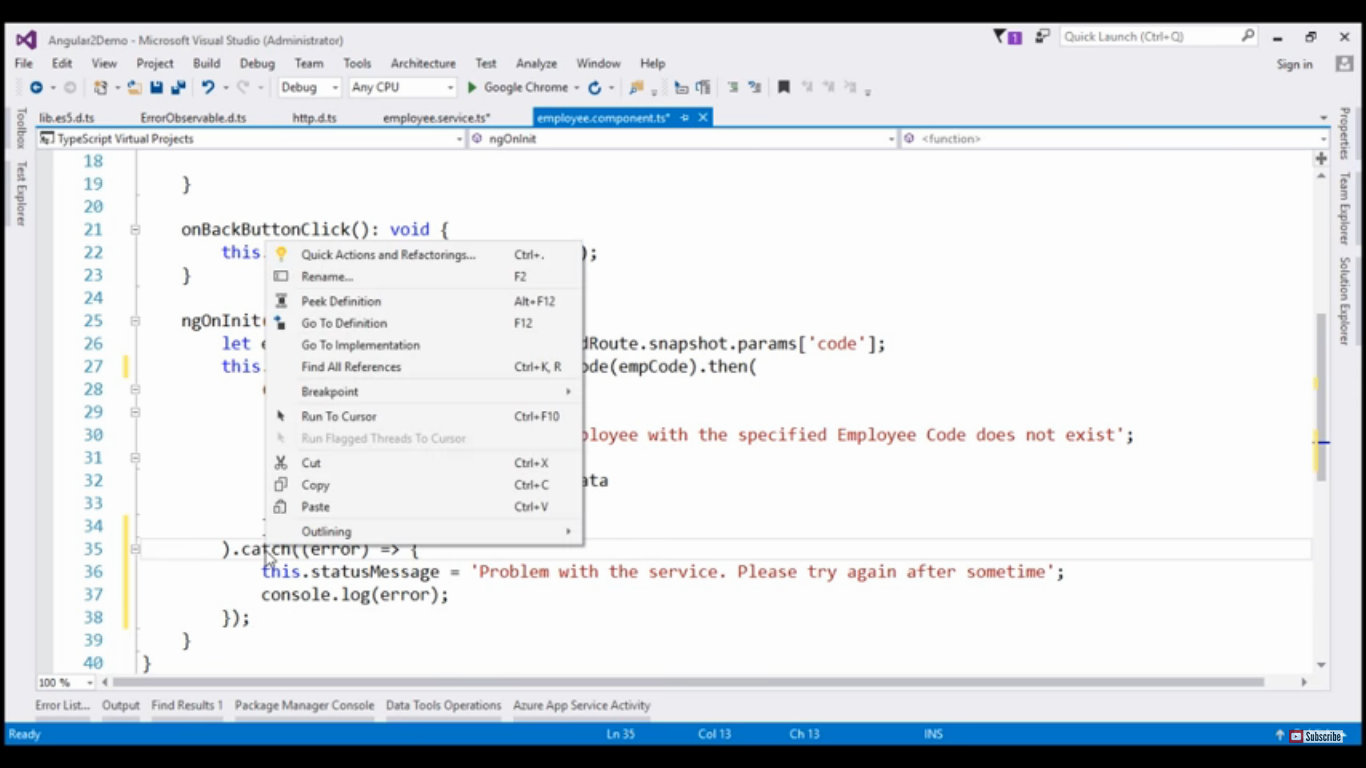 Angular2Demo - Microsoft Visual Studio (Administrator) 1 Quick Launch (Ctrl+Q)
File Edit View Project Build Debug Team Tools Architecture Test Analyze Window Help Sign in
Debug Any CPU Google Chrome
lib.es5.d.ts ErrorObservable.d.ts http.d.ts employee.service.ts* employee.component.ts*
TypeScript Virtual Projects ngOnInit <function>
Toolbox
Test Explorer
Properties
Team Explorer
Solution Explorer
18
19 }
20
21 onBackButtonClick(): void {
22 this. );
23 }
24
25 ngOnInit(
26 let e dRoute.snapshot.params['code'];
27 this. ode(empCode).then(
28
29
30 ployee with the specified Employee Code does not exist';
31
32 ata
33
34
35 ).catch((error) => {
36 this.statusMessage = 'Problem with the service. Please try again after sometime';
37 console.log(error);
38 });
39 }
40 }
Quick Actions and Refactorings... Ctrl+.
Rename... F2
Peek Definition Alt+F12
Go To Definition F12
Go To Implementation
Find All References Ctrl+K, R
Breakpoint
Run To Cursor Ctrl+F10
Run Flagged Threads To Cursor
Cut Ctrl+X
Copy Ctrl+C
Paste Ctrl+V
Outlining
100 %
Error List... Output Find Results 1 Package Manager Console Data Tools Operations Azure App Service Activity
Ready Ln 35 Col 13 Ch 13 INS Subscribe